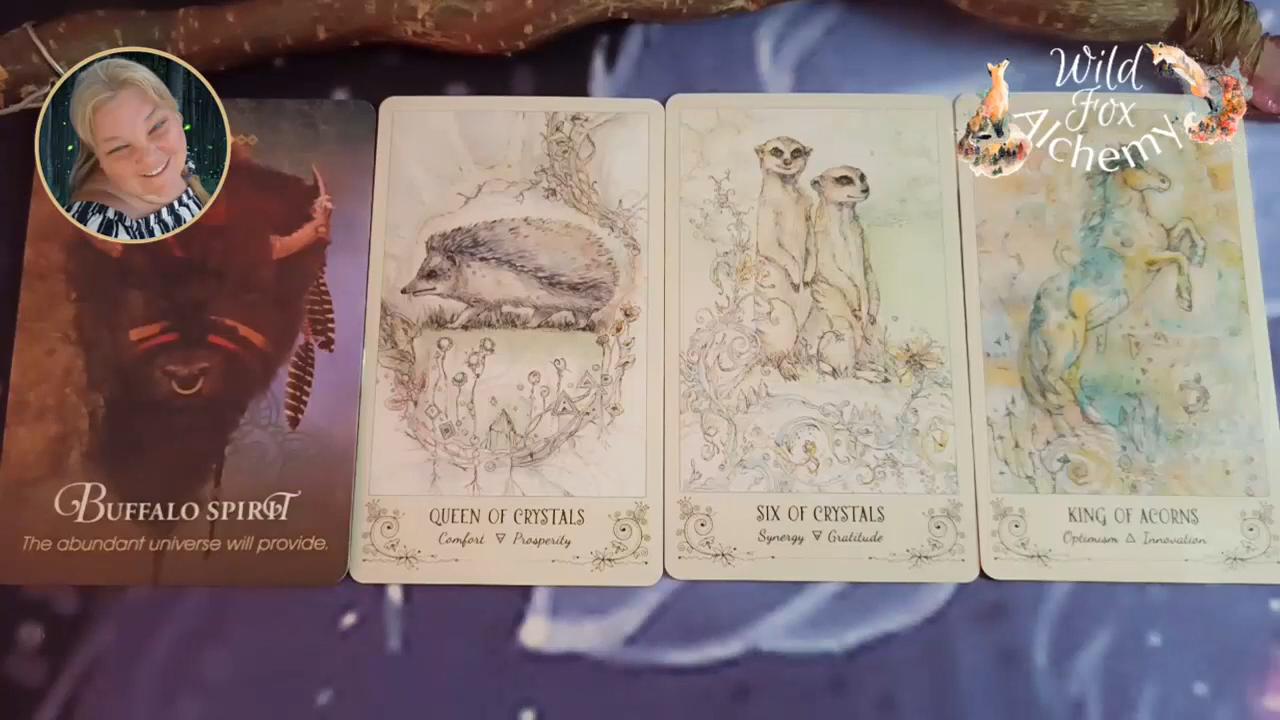 Wild
Fox
Alchemy
BUFFALO SPIRIT
The abundant universe will provide.
QUEEN OF CRYSTALS
Comfort ▽ Prosperity
SIX OF CRYSTALS
Synergy ▽ Gratitude
KING OF ACORNS
Optimism △ Innovation